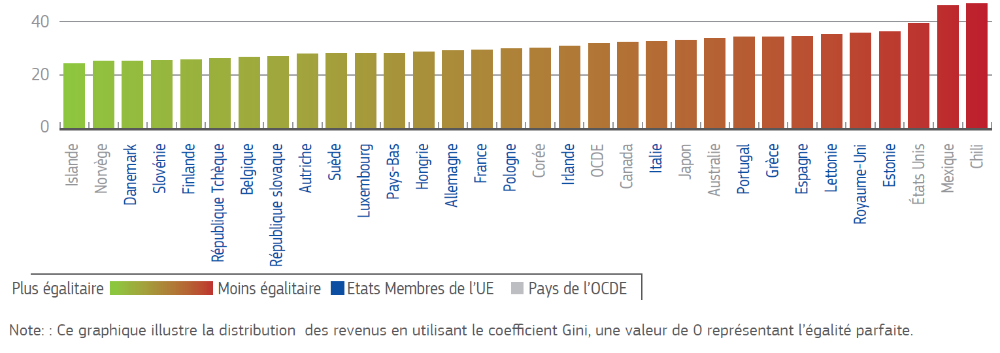 40
20
0
Islande
Norvège
Danemark
Slovénie
Finlande
République Tchèque
Belgique
République slovaque
Autriche
Suède
Luxembourg
Pays-Bas
Hongrie
Allemagne
France
Pologne
Corée
Irlande
OCDE
Canada
Italie
Japon
Australie
Portugal
Grèce
Espagne
Lettonie
Royaume-Uni
Estonie
États Unis
Mexique
Chili
Plus égalitaire Moins égalitaire Etats Membres de l'UE Pays de l'OCDE
Note: : Ce graphique illustre la distribution des revenus en utilisant le coefficient Gini, une valeur de 0 représentant l'égalité parfaite.